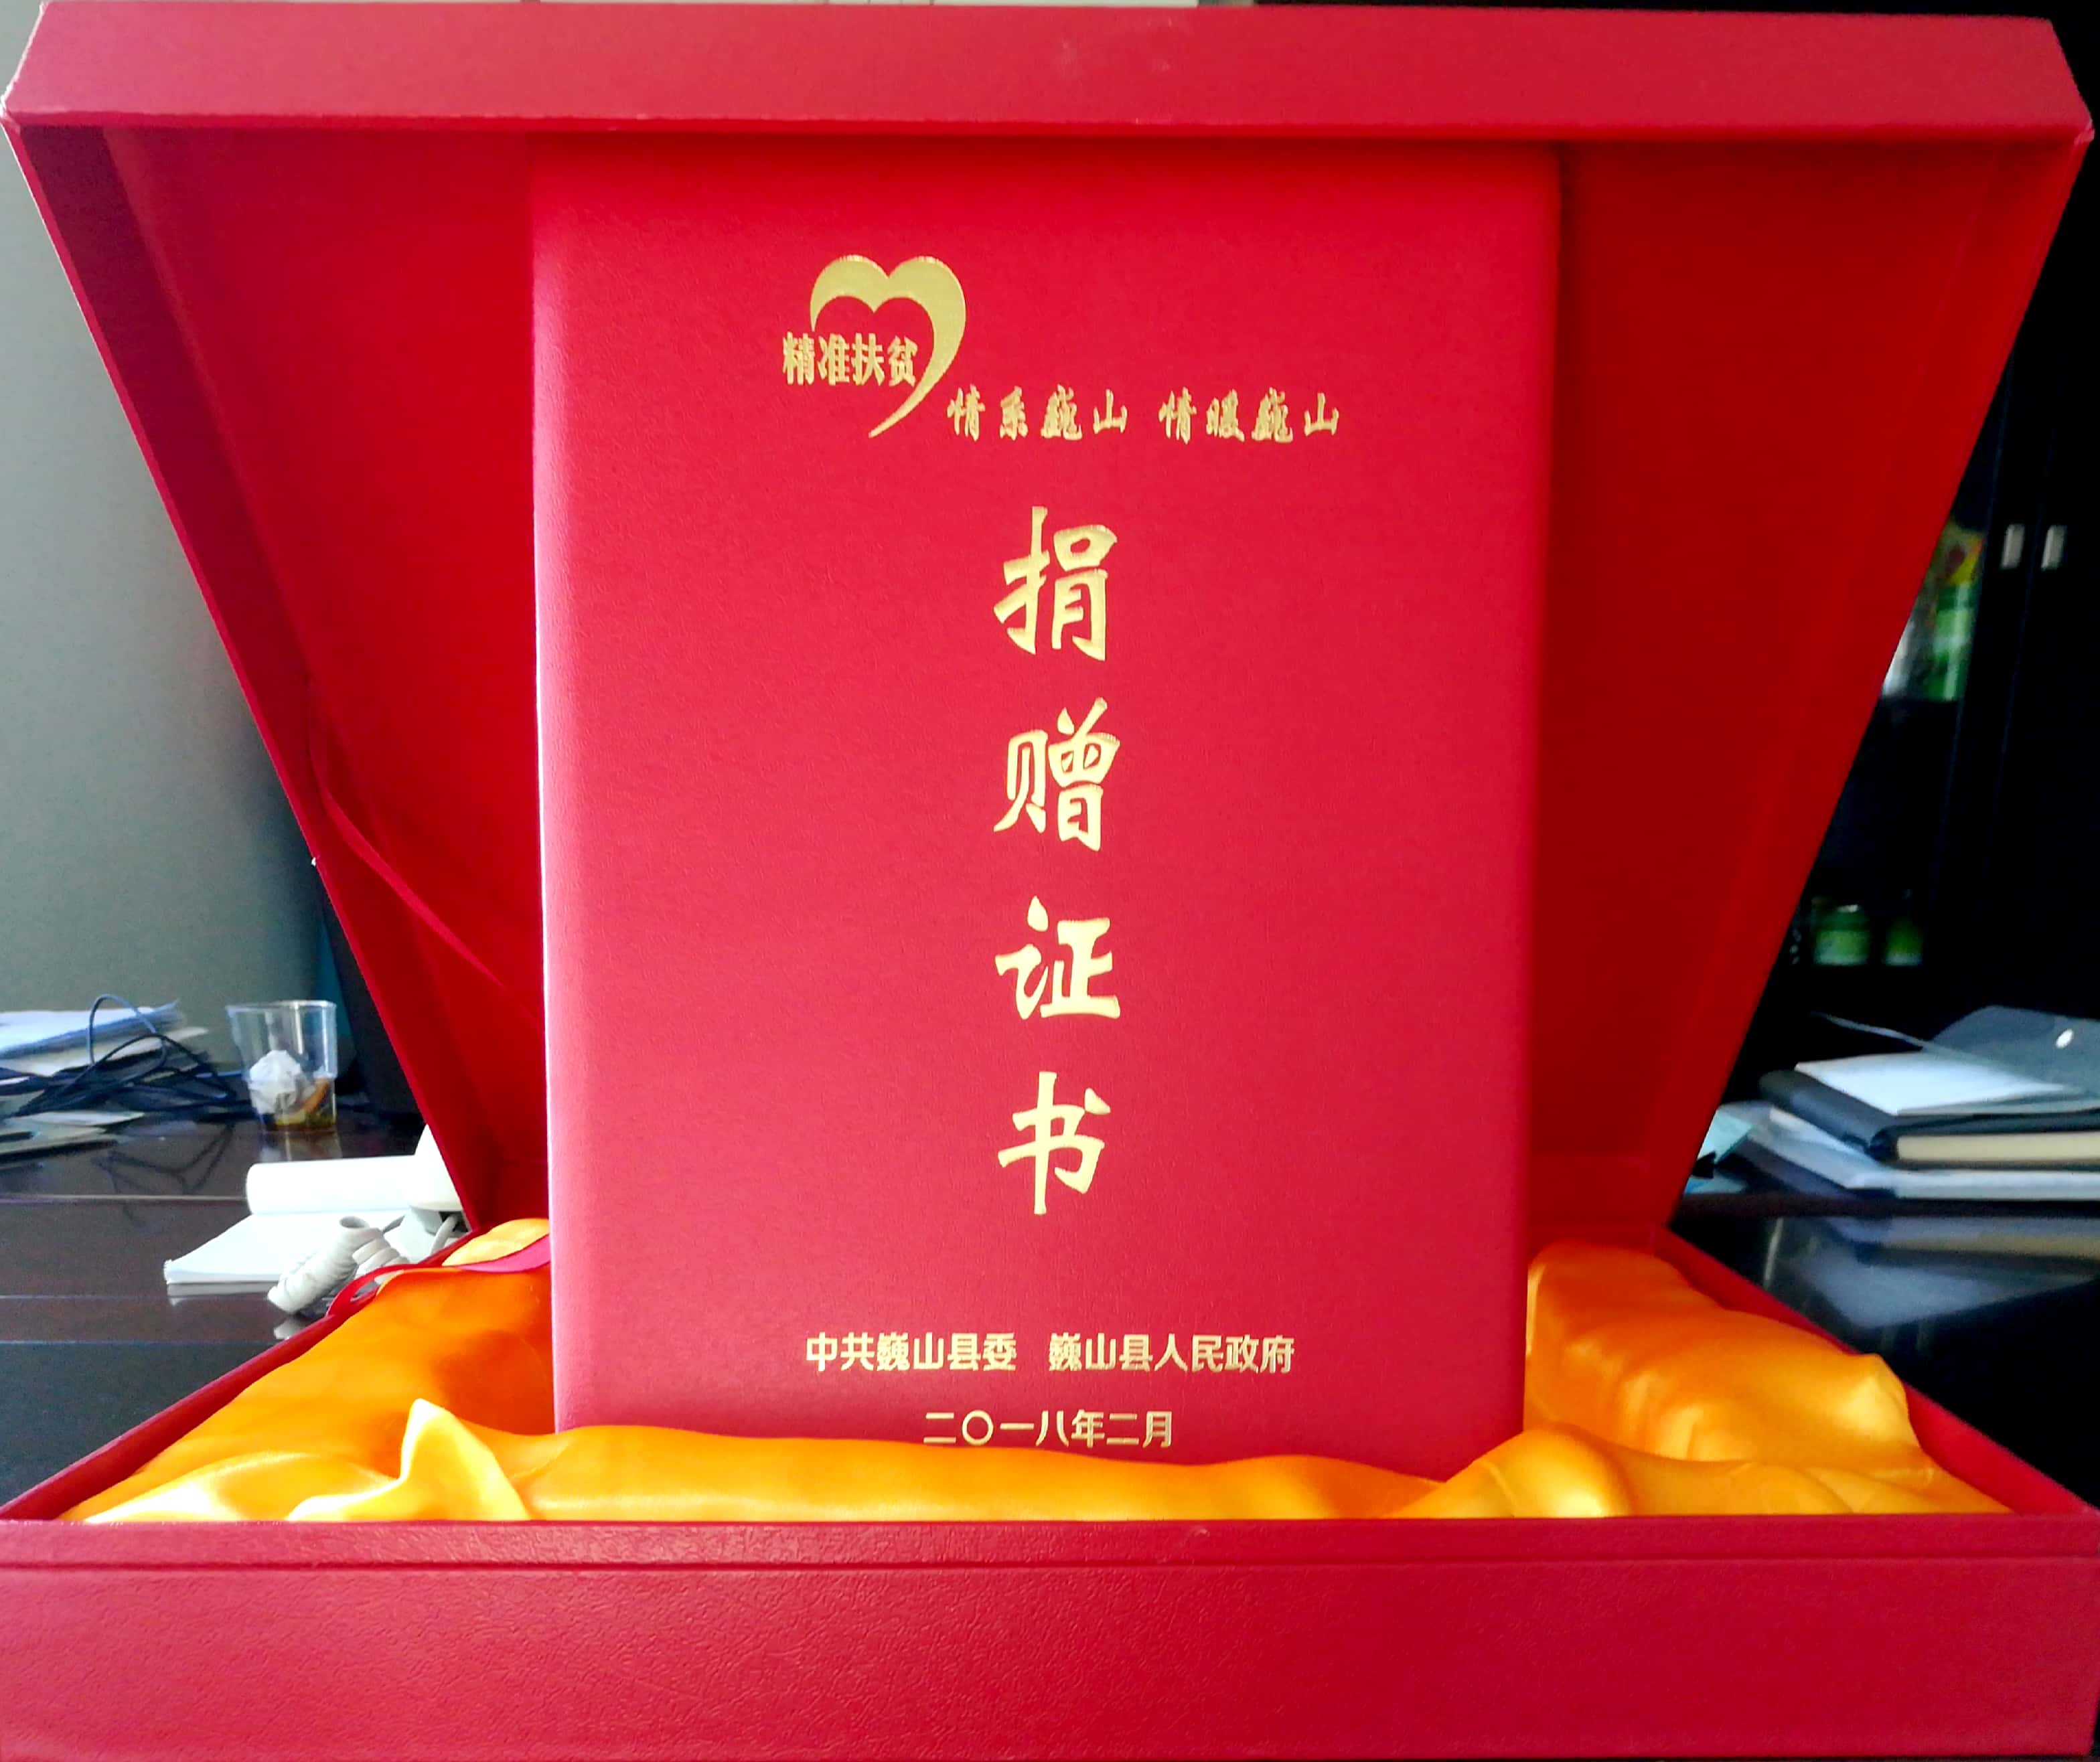 精准扶贫
情系巍山 情暖巍山
捐赠证书
中共巍山县委 巍山县人民政府
二〇一八年二月